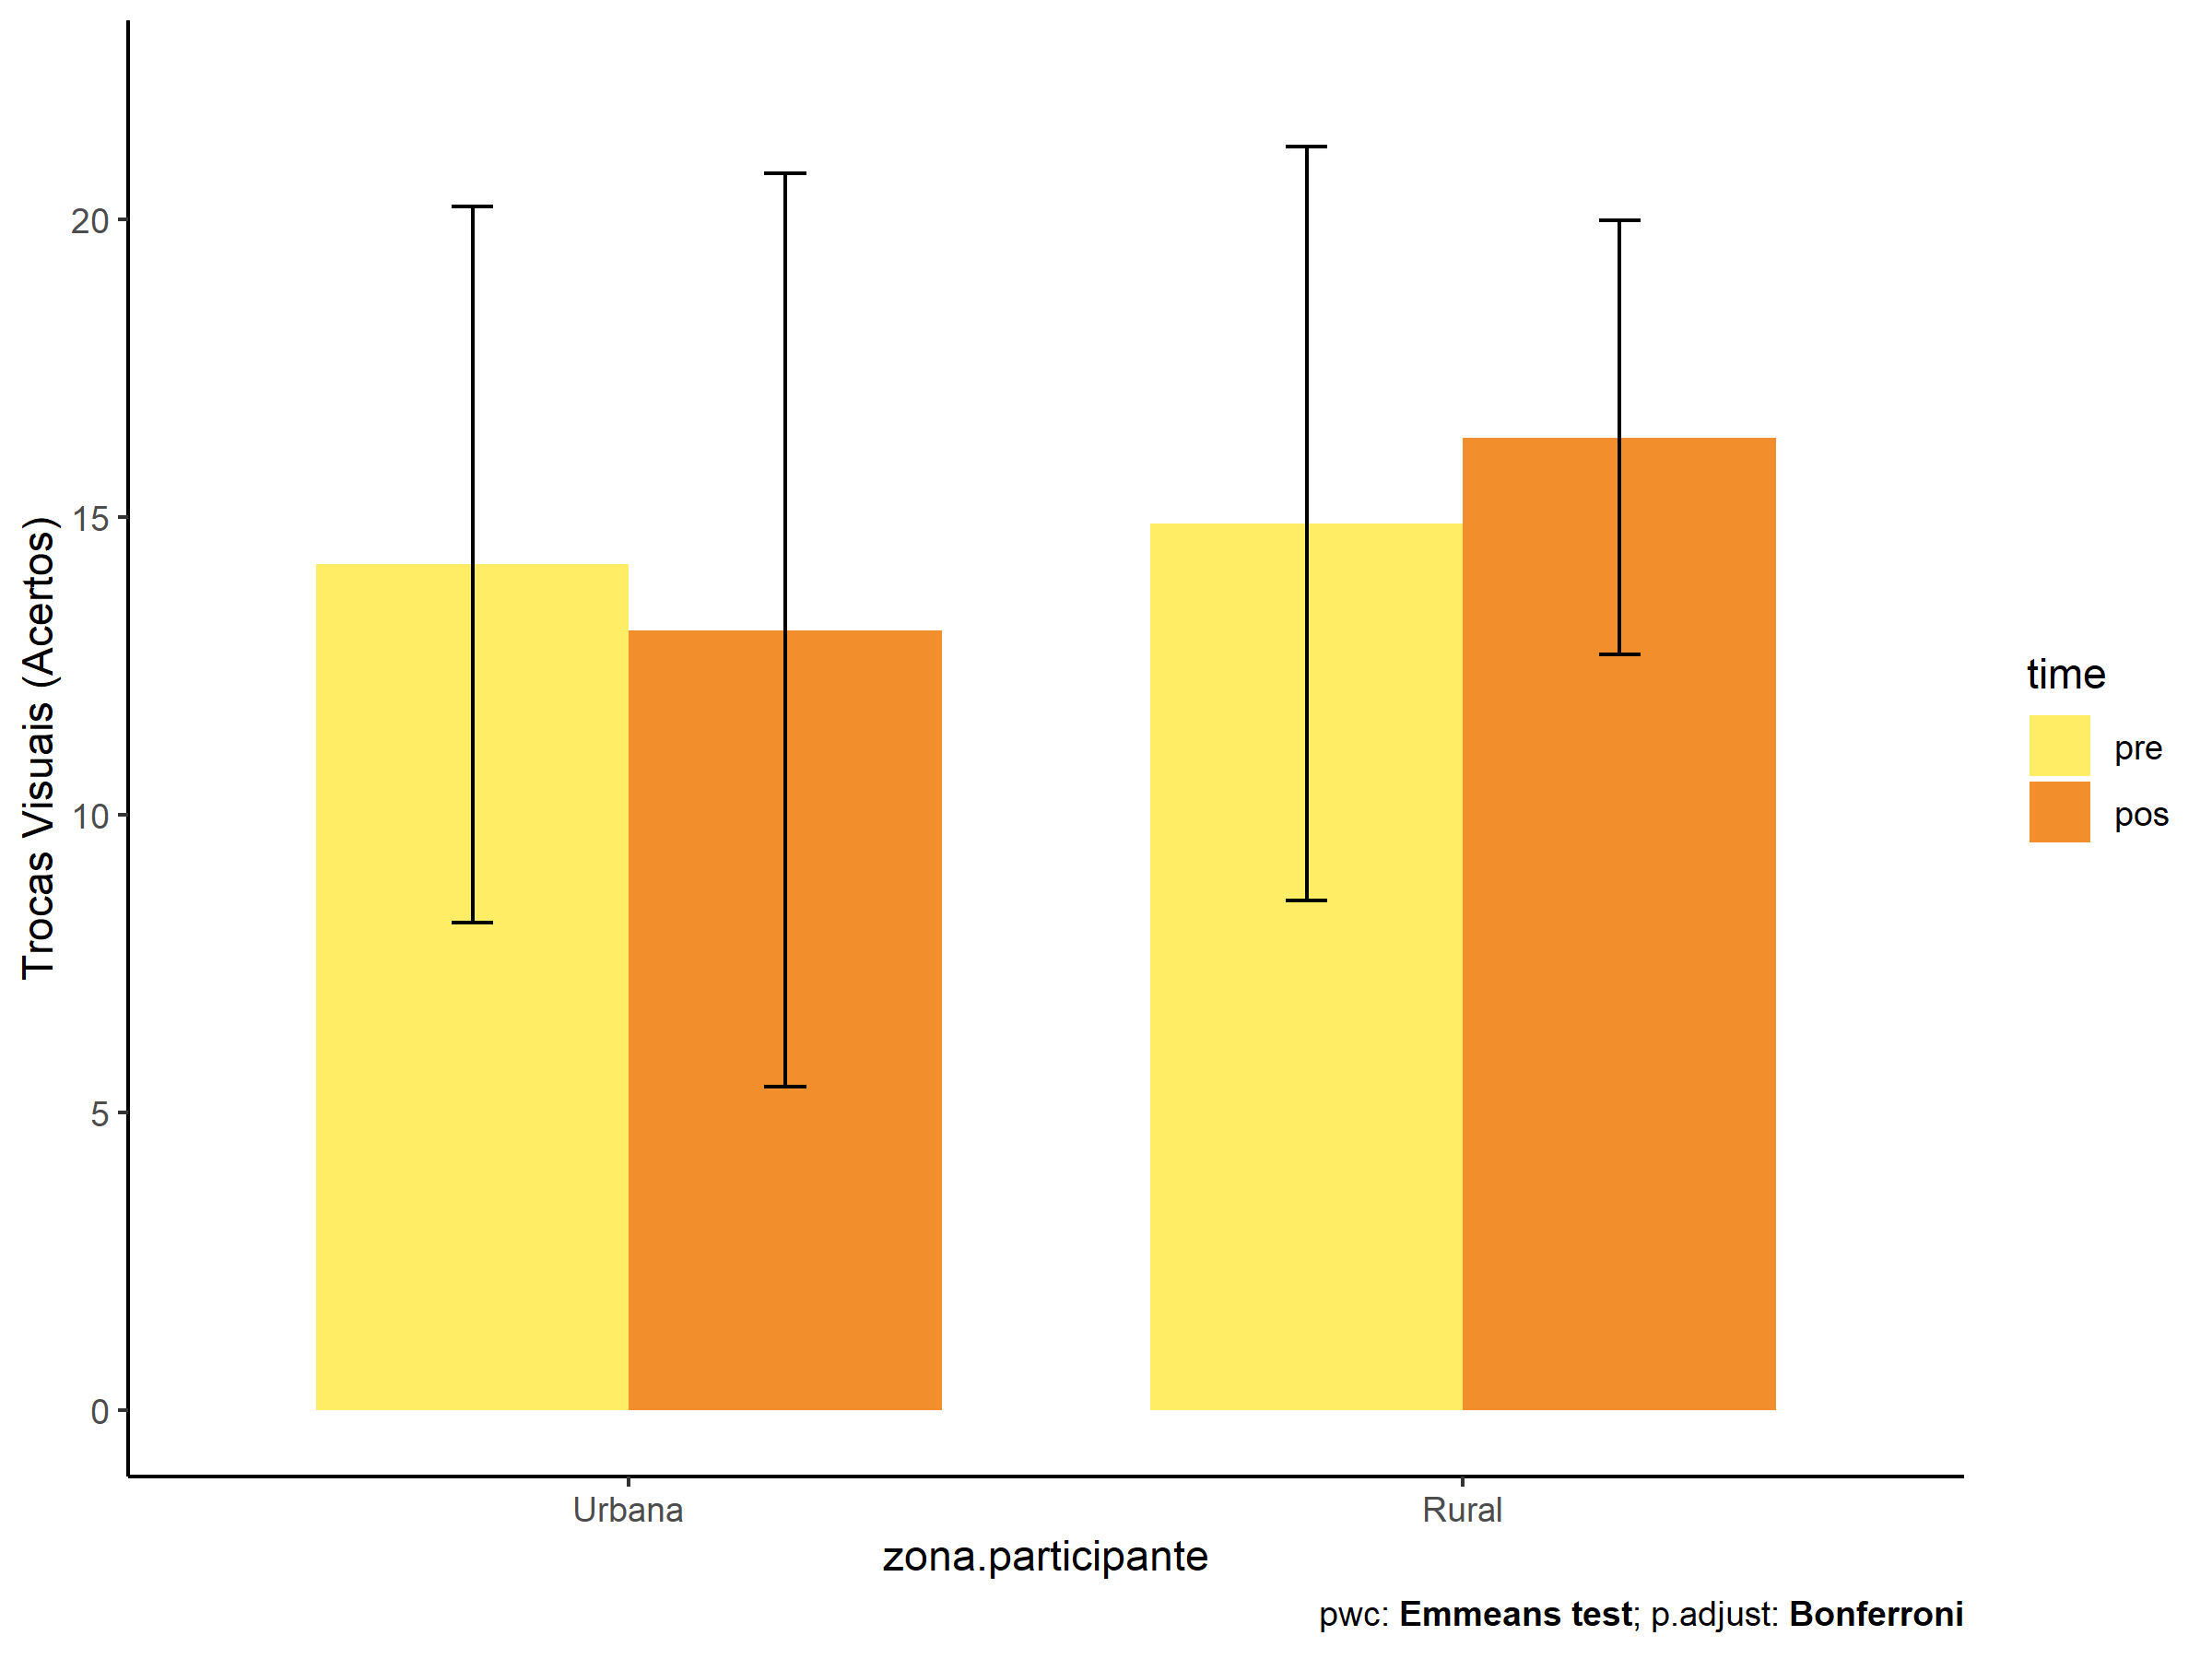 Trocas Visuais (Acertos)
20
15
10
5
0
Urbana
Rural
zona.participante
time
pre
pos
pwc: Emmeans test; p.adjust: Bonferroni